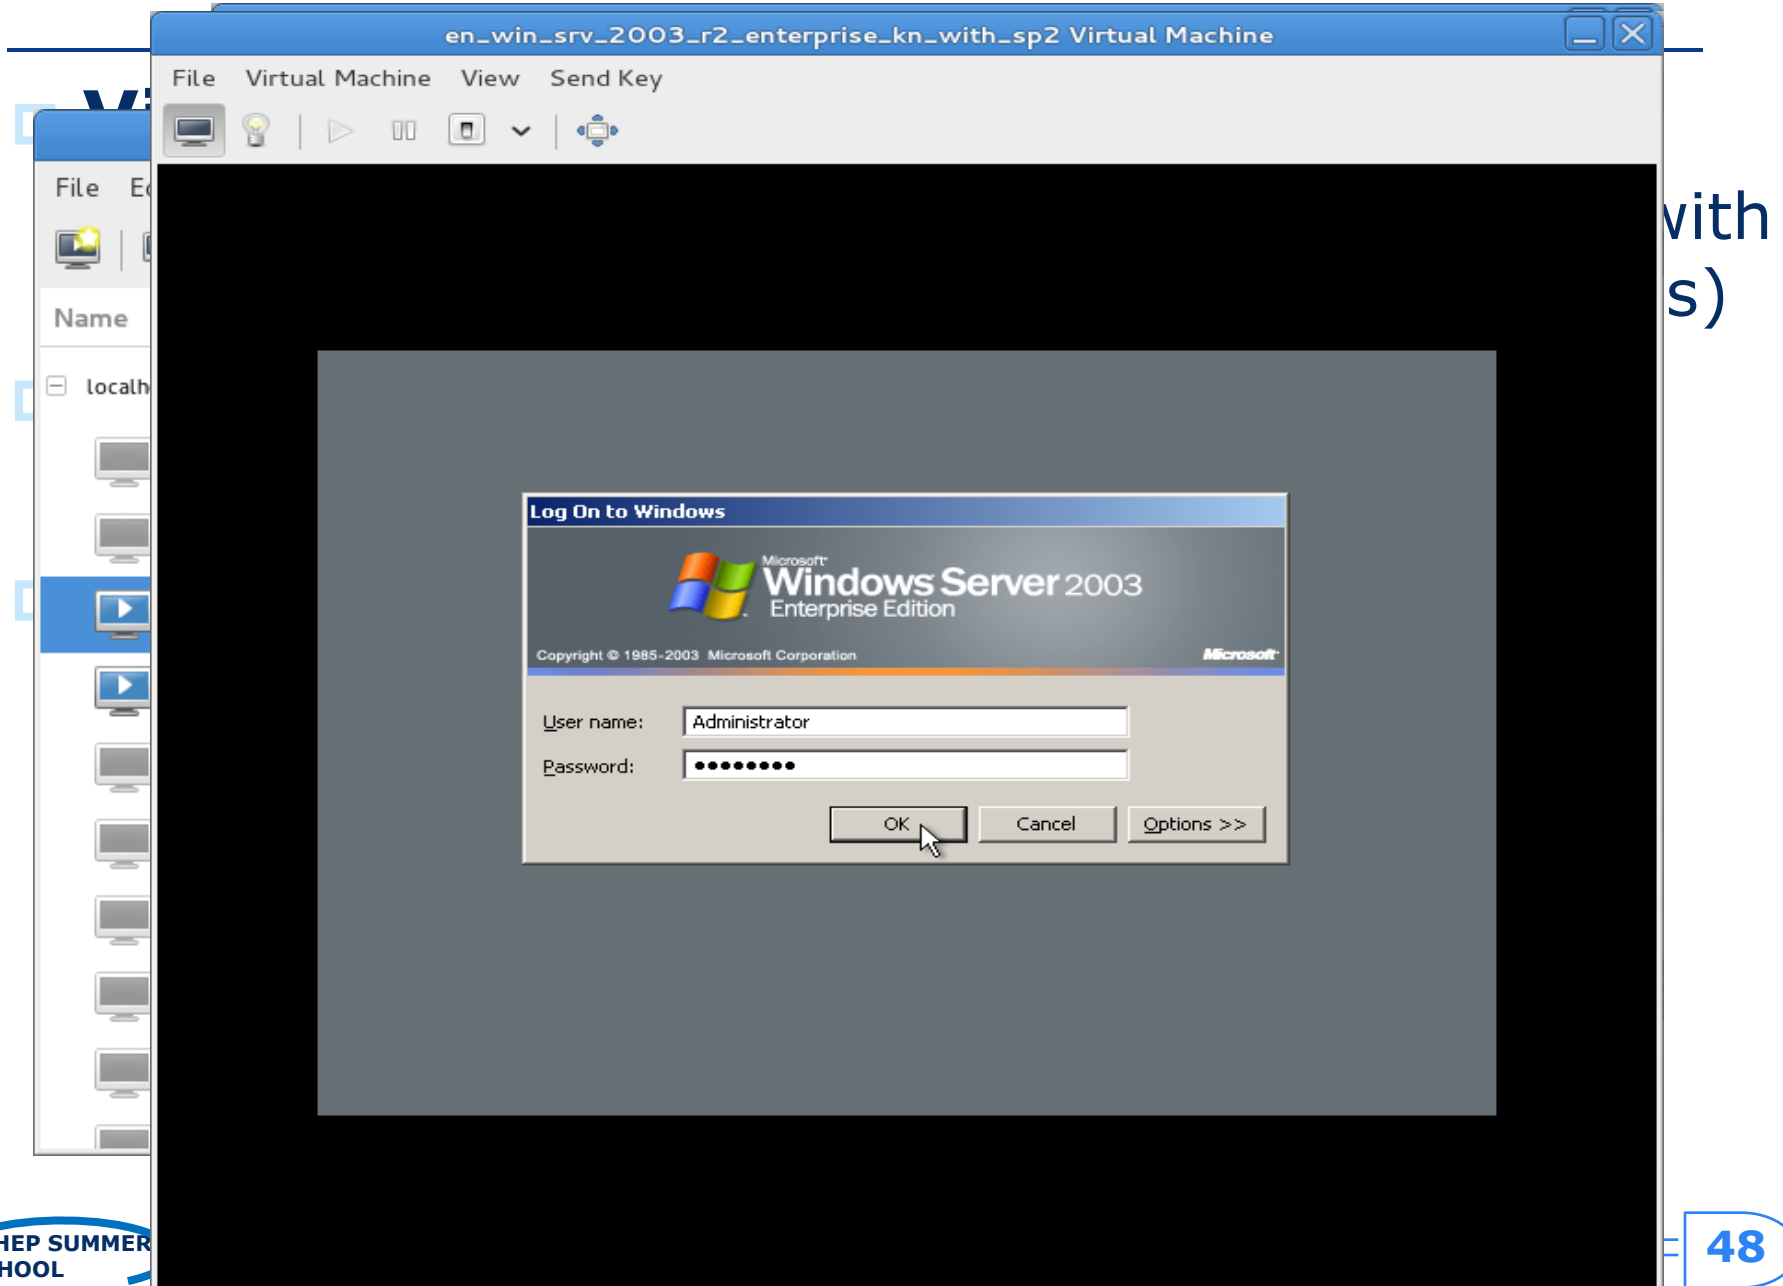 en_win_srv_2003_r2_enterprise_kn_with_sp2 Virtual Machine
File Virtual Machine View Send Key
File
with
s)
Name
localh
Log On to Windows
Microsoft
Windows Server 2003
Enterprise Edition
Copyright © 1985-2003 Microsoft Corporation
Microsoft
User name: Administrator
Password: ••••••••
OK Cancel Options >>
HEP SUMMER
HOOL
48